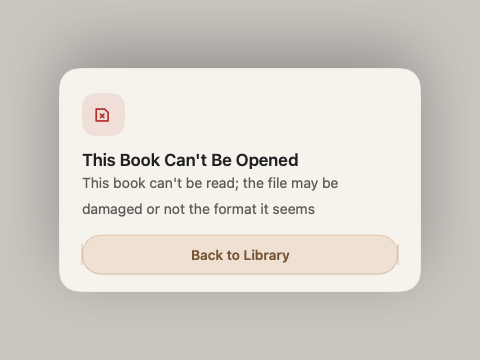 This Book Can't Be Opened
This book can't be read; the file may be
damaged or not the format it seems
Back to Library